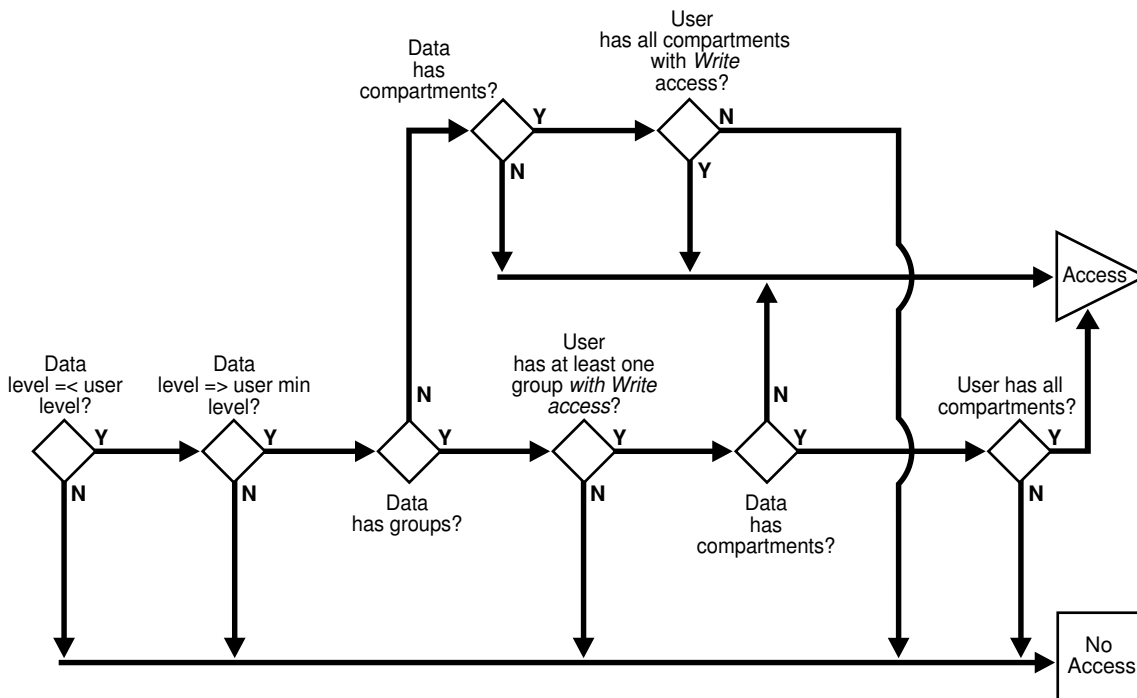 User
has all compartments
with Write
access?
Data
has
compartments?
Y
N
N
Y
Access
Data
level =< user
level?
Data
level => user min
level?
User
has at least one
group with Write
access?
User has all
compartments?
N
N
Y
Y
Y
Y
Y
Y
N
N
N
N
Data
has groups?
Data
has
compartments?
No
Access